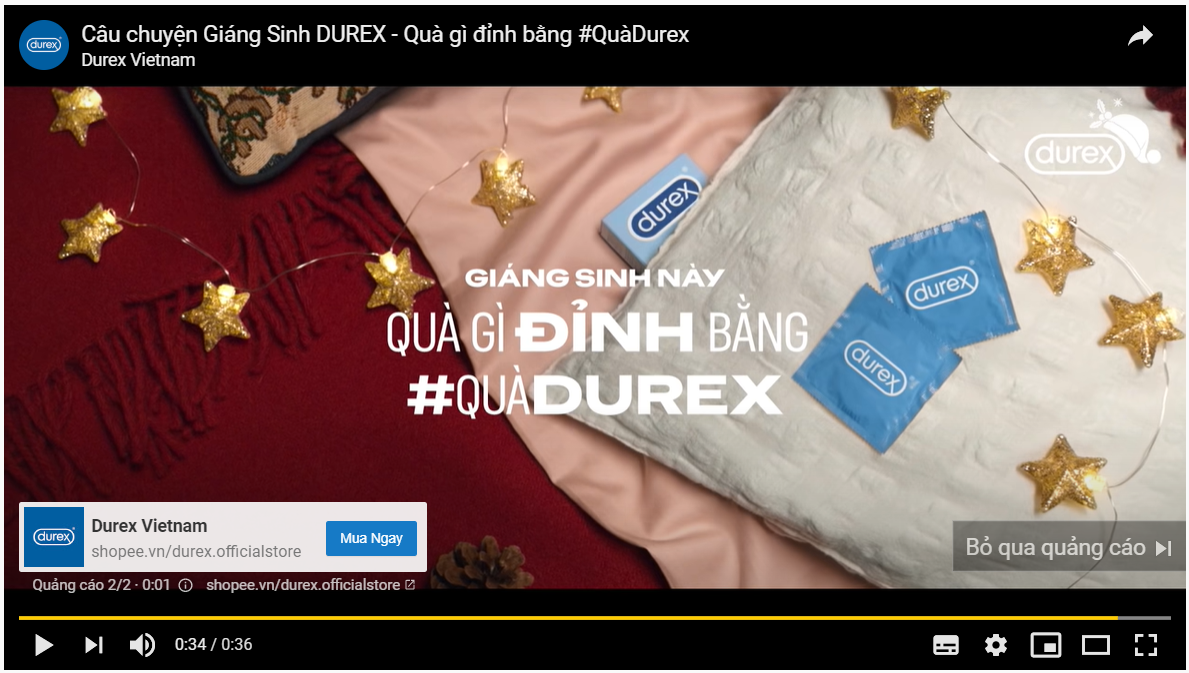 durex
Câu chuyện Giáng Sinh DUREX - Quà gì đỉnh bằng #QuàDurex
Durex Vietnam
durex
durex
durex
durex
GIÁNG SINH NÀY
QUÀ GÌ ĐỈNH BẰNG
#QUÀDUREX
durex
Durex Vietnam
shopee.vn/durex.officialstore
Mua Ngay
Bỏ qua quảng cáo
Quảng cáo 2/2 · 0:01 shopee.vn/durex.officialstore
0:34 / 0:36